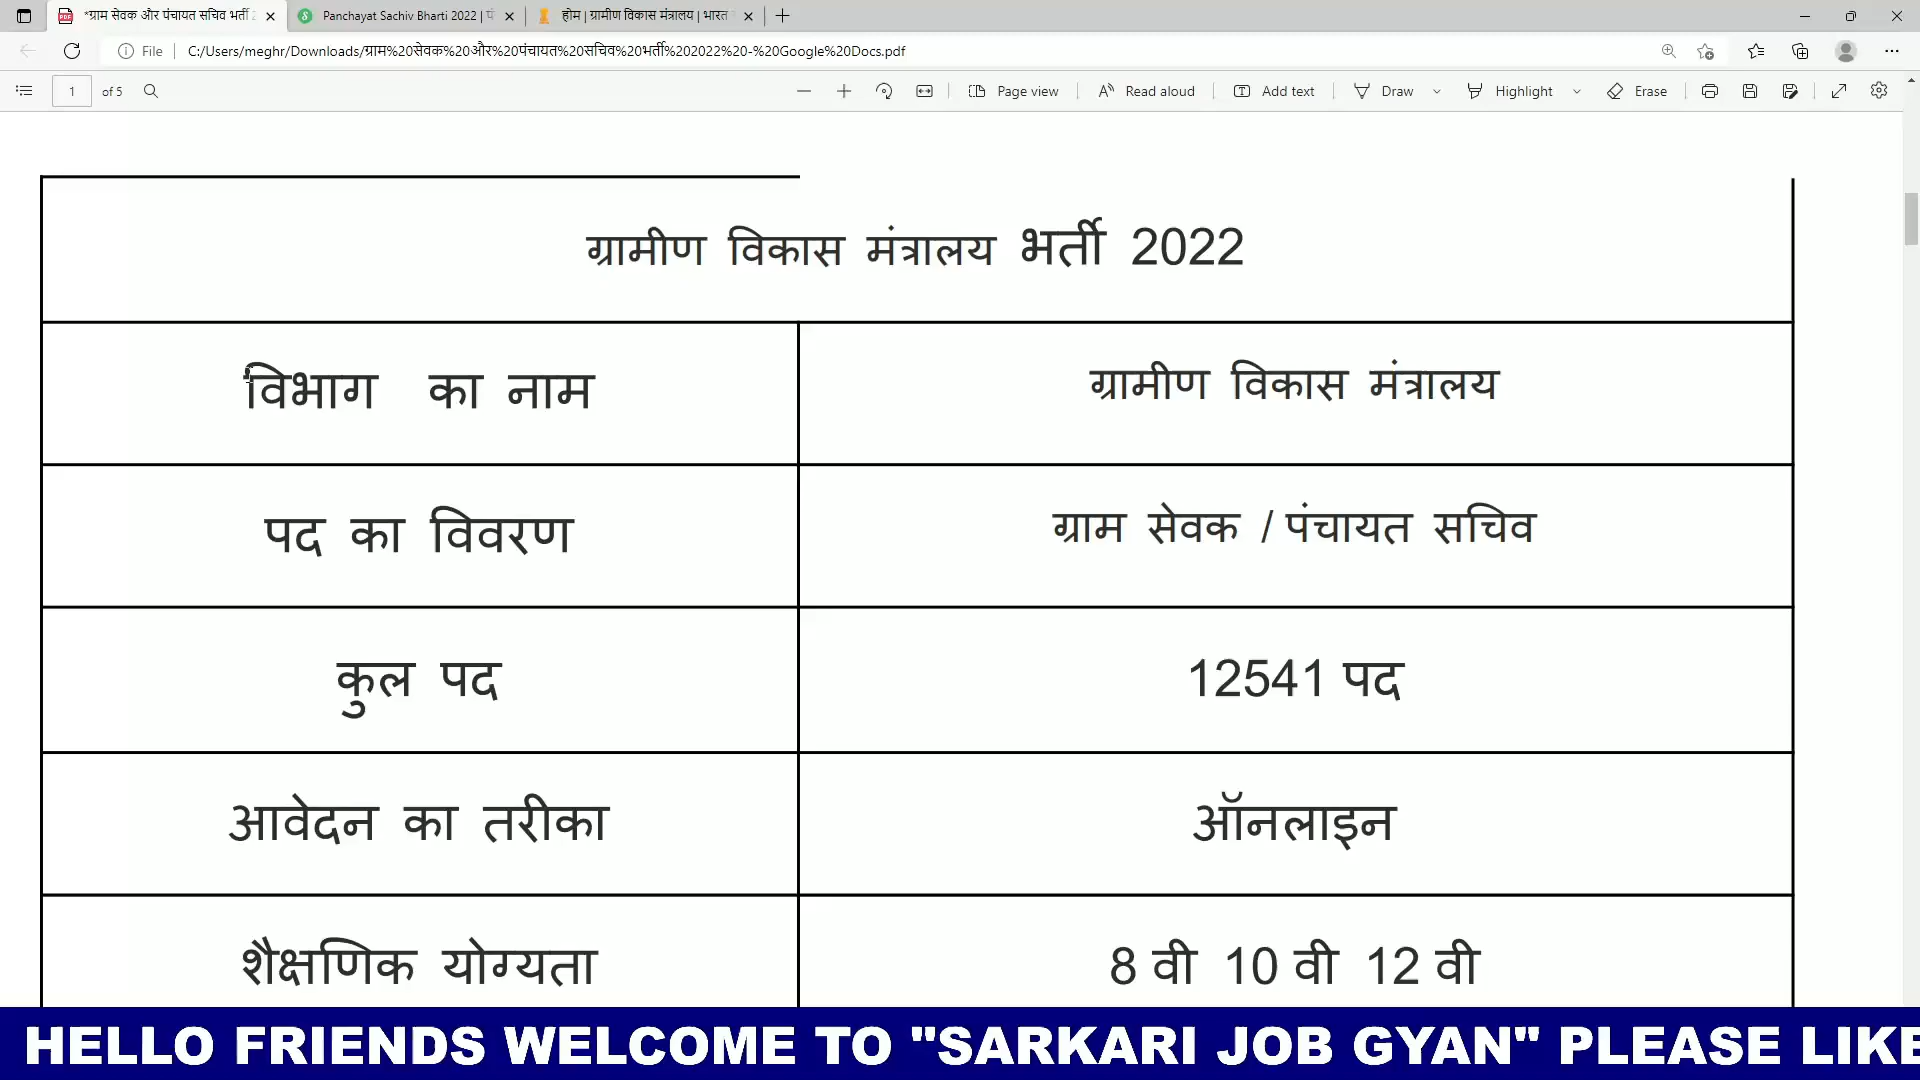 *ग्राम सेवक और पंचायत सचिव भर्ती 2
Panchayat Sachiv Bharti 2022 | पं
होम | ग्रामीण विकास मंत्रालय | भारत
File
C:/Users/meghr/Downloads/ग्राम%20सेवक%20और%20पंचायत%20सचिव%20भर्ती%202022%20-%20Google%20Docs.pdf
1 of 5
Page view
Read aloud
Add text
Draw
Highlight
Erase
ग्रामीण विकास मंत्रालय भर्ती 2022
विभाग का नाम
ग्रामीण विकास मंत्रालय
पद का विवरण
ग्राम सेवक / पंचायत सचिव
कुल पद
12541 पद
आवेदन का तरीका
ऑनलाइन
शैक्षणिक योग्यता
8 वी 10 वी 12 वी
HELLO FRIENDS WELCOME TO "SARKARI JOB GYAN" PLEASE LIKE